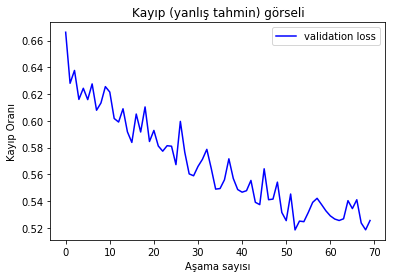 Kayıp (yanlış tahmin) görseli
validation loss
Kayıp Oranı
0.66
0.64
0.62
0.60
0.58
0.56
0.54
0.52
0 10 20 30 40 50 60 70
Aşama sayısı